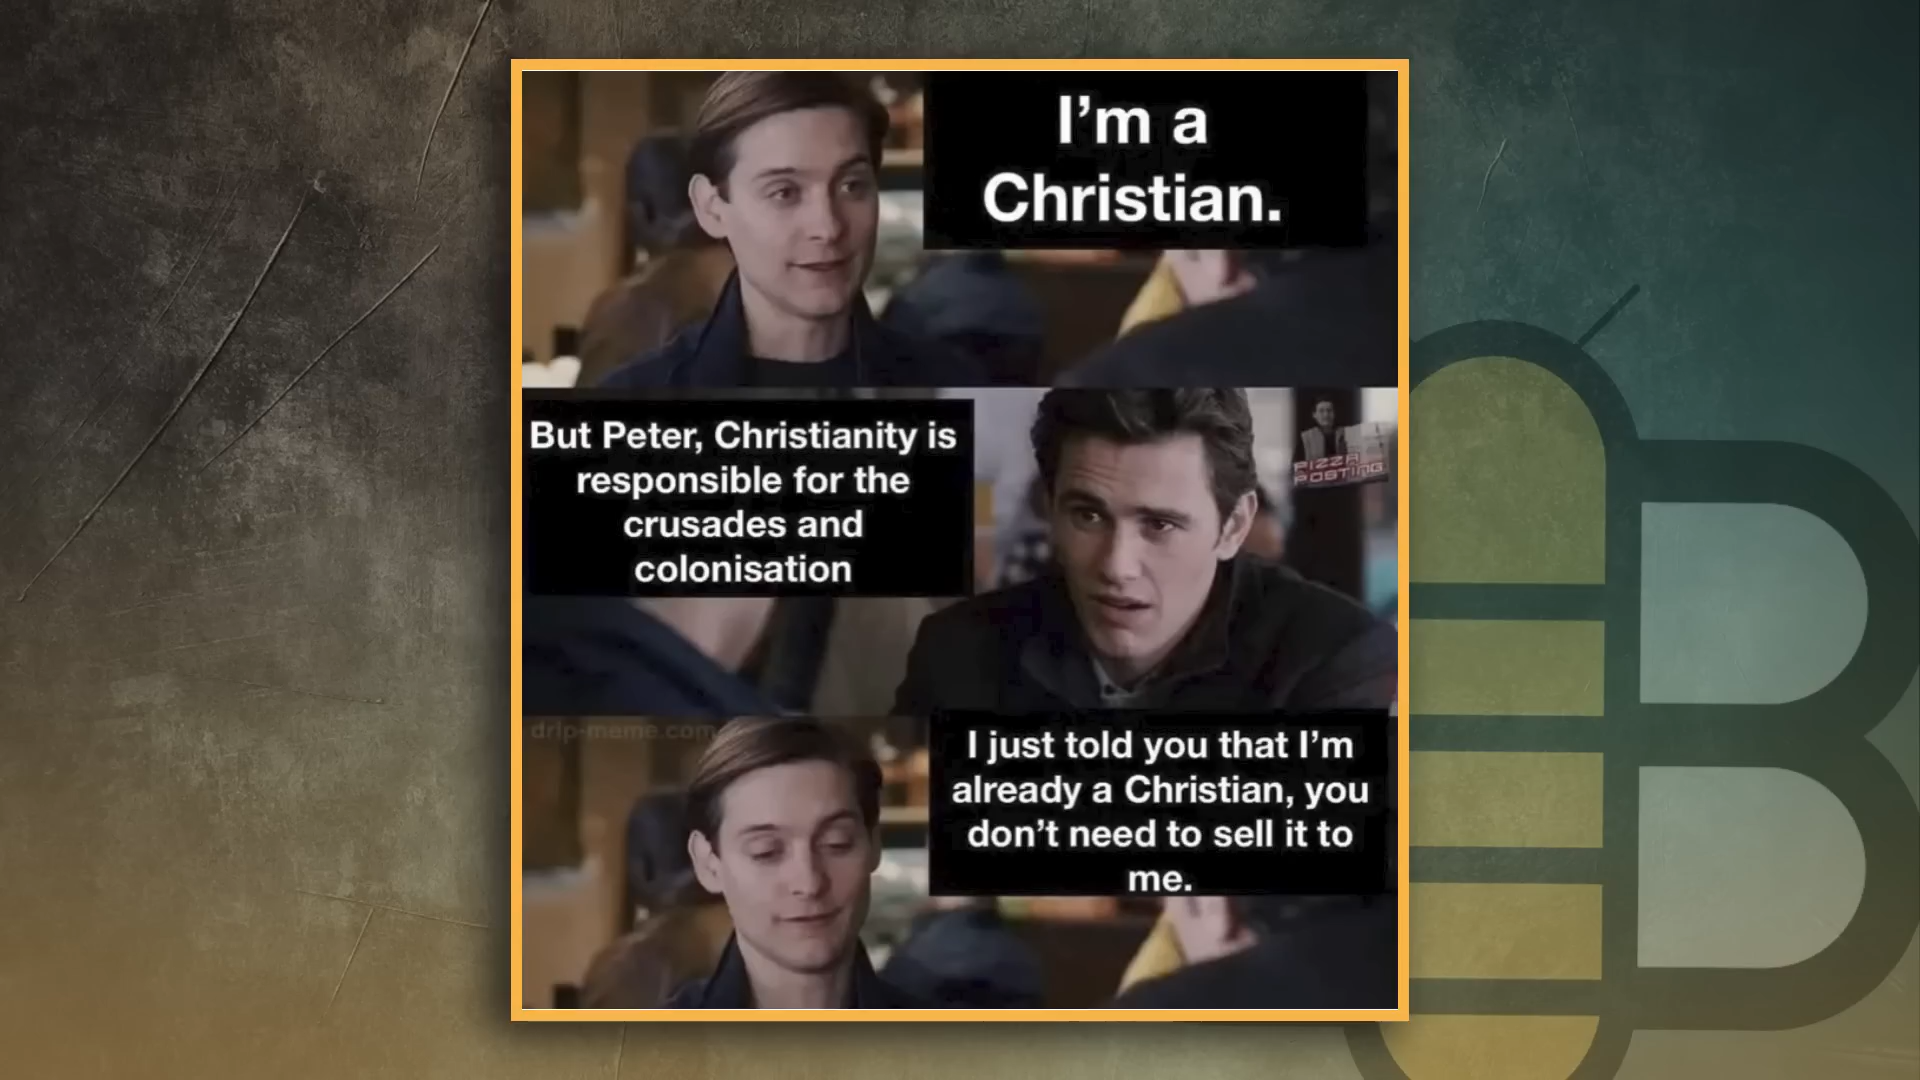 I'm a
Christian.
But Peter, Christianity is
responsible for the
crusades and
colonisation
PIZZA
POSTING
drip-meme.com
I just told you that I'm
already a Christian, you
don't need to sell it to
me.